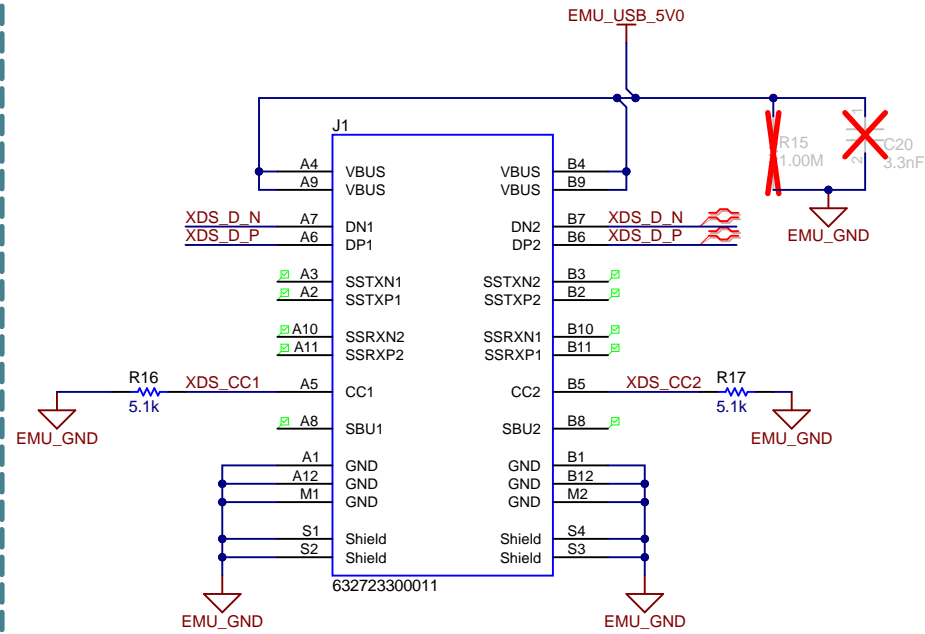 EMU_USB_5V0
J1
R15
1.00M
1
2
C20
3.3nF
EMU_GND
A4 VBUS VBUS B4
A9 VBUS VBUS B9
XDS_D_N A7 DN1 DN2 B7 XDS_D_N
XDS_D_P A6 DP1 DP2 B6 XDS_D_P
A3 SSTXN1 SSTXN2 B3
A2 SSTXP1 SSTXP2 B2
A10 SSRXN2 SSRXN1 B10
A11 SSRXP2 SSRXP1 B11
R16 XDS_CC1 A5 CC1 CC2 B5 XDS_CC2 R17
5.1k 5.1k
EMU_GND EMU_GND
A8 SBU1 SBU2 B8
A1 GND GND B1
A12 GND GND B12
M1 GND GND M2
S1 Shield Shield S4
S2 Shield Shield S3
632723300011
EMU_GND EMU_GND